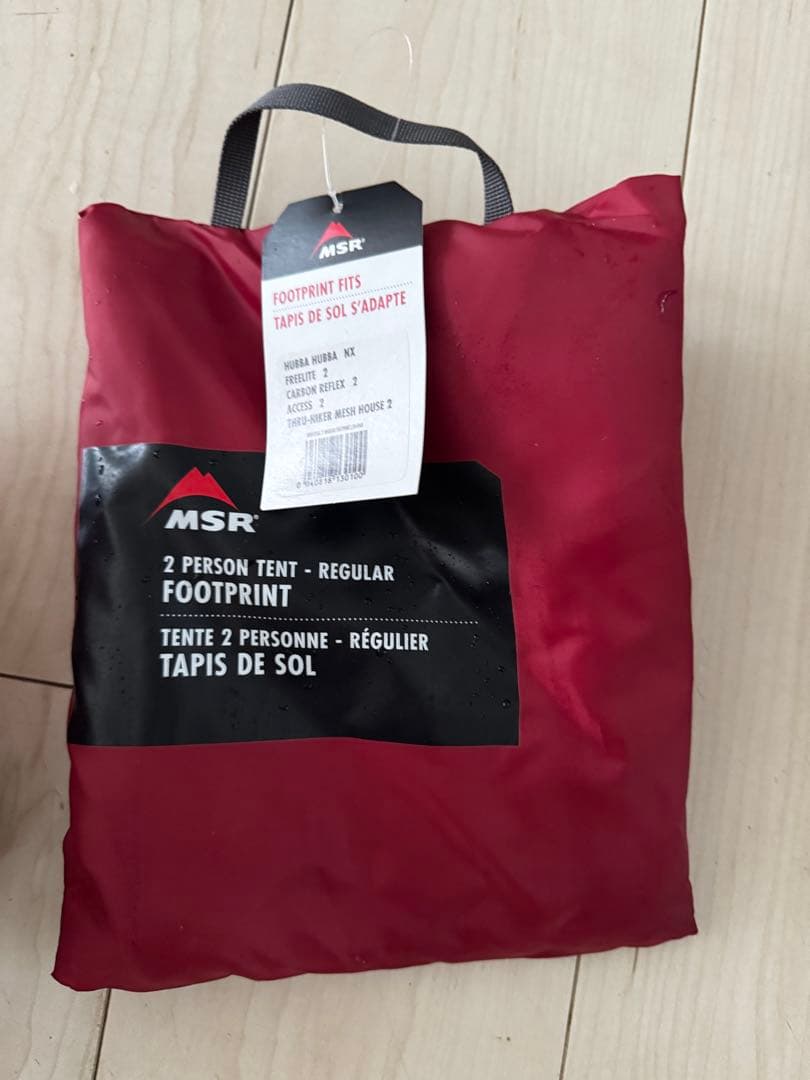 MSR
FOOTPRINT FITS
TAPIS DE SOL S'ADAPTE
HUBBA HUBBA NX
FREELITE 2
CARBON REFLEX 2
ACCESS 2
THRU-HIKER MESH HOUSE 2
MSR
2 PERSON TENT - REGULAR
FOOTPRINT
TENTE 2 PERSONNE - RÉGULIER
TAPIS DE SOL